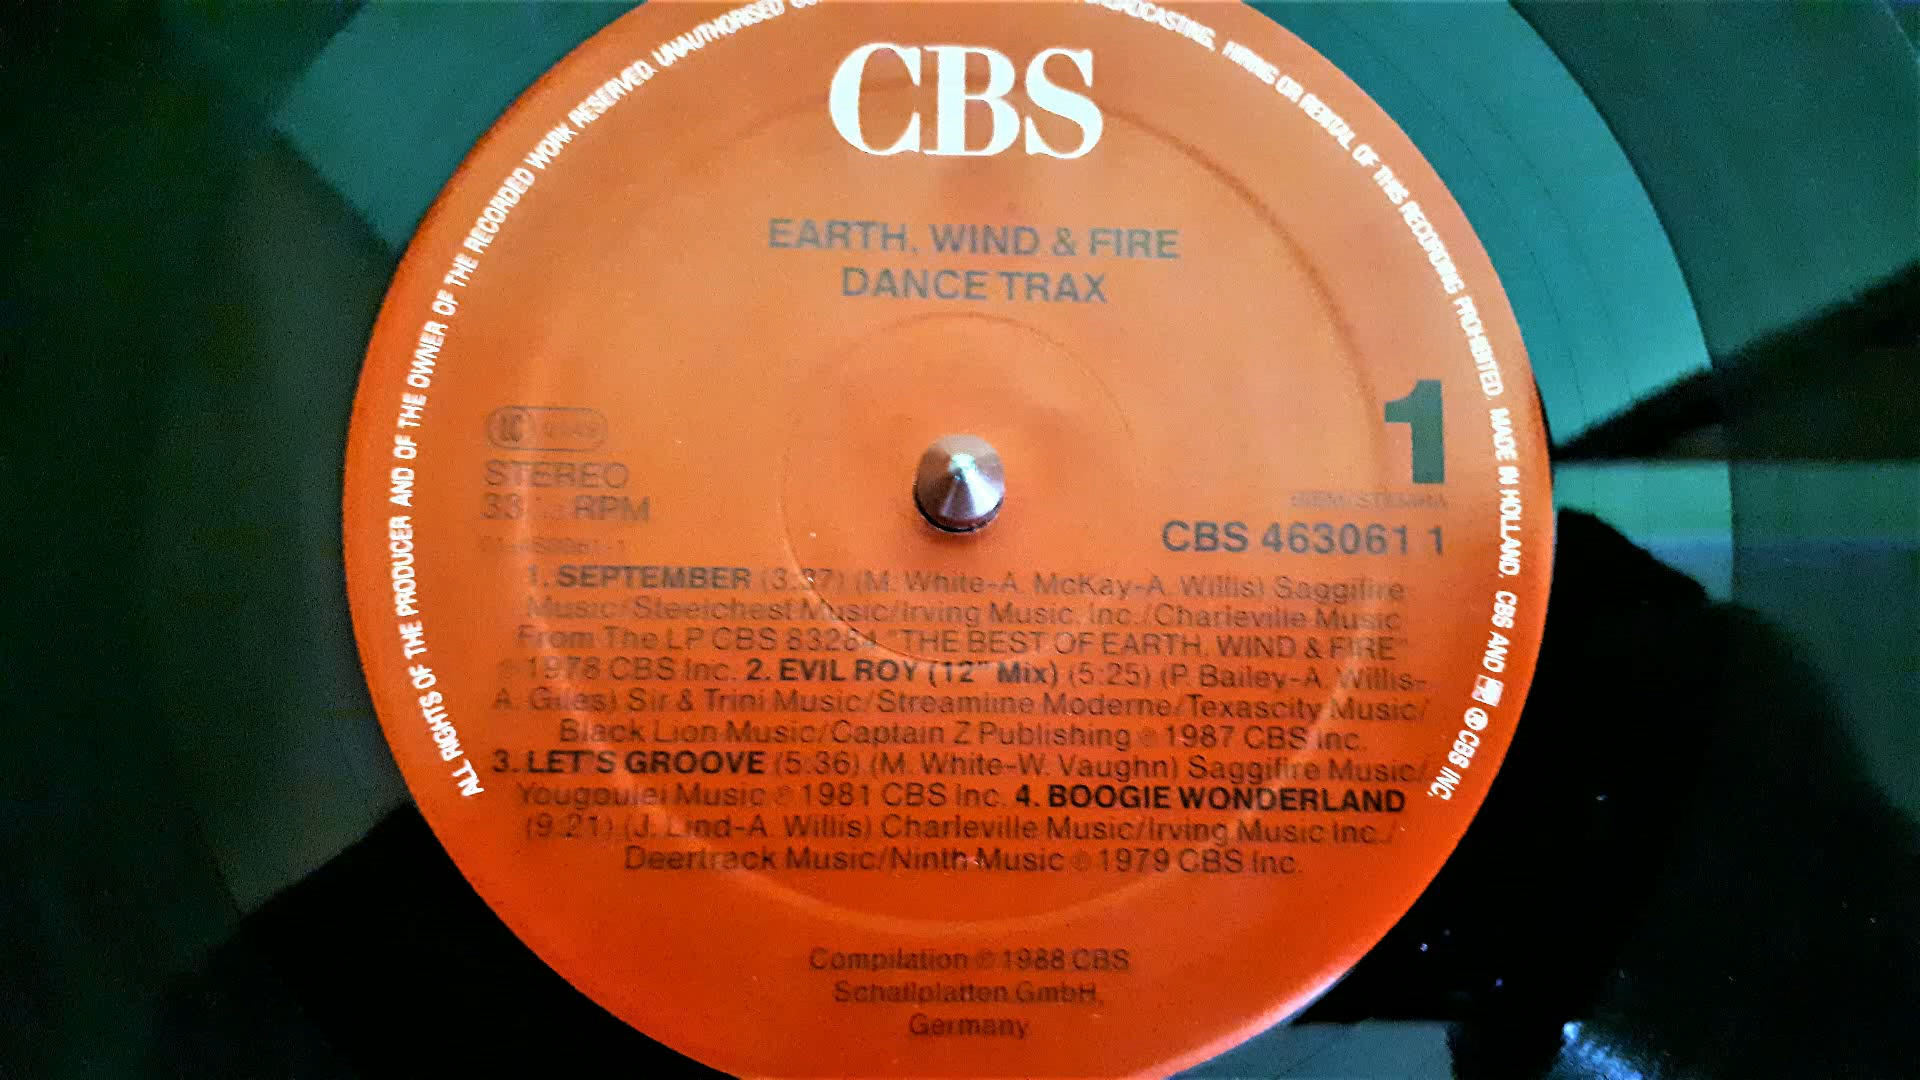 ALL RIGHTS OF THE PRODUCER AND OF THE OWNER OF THE RECORDED WORK RESERVED. UNAUTHORISED
BROADCASTING, HIRING OR RENTAL OF THIS RECORDING PROHIBITED. MADE IN HOLLAND. CBS AND ℗ CBS INC.
CBS
EARTH, WIND & FIRE
DANCE TRAX
1
LC
STEREO
33 RPM
CBS 463061 1
1. SEPTEMBER (3:37) (M. White-A. McKay-A. Willis) Saggifire
Music/Steelchest Music/Irving Music, Inc./Charleville Music
From The LP CBS 83284 "THE BEST OF EARTH, WIND & FIRE"
℗ 1978 CBS Inc. 2. EVIL ROY (12" Mix) (5:25) (P. Bailey-A. Willis-
A. Giles) Sir & Trini Music/Streamline Moderne/Texascity Music/
Black Lion Music/Captain Z Publishing ℗ 1987 CBS Inc.
3. LET'S GROOVE (5:36) (M. White-W. Vaughn) Saggifire Music/
Yougoulei Music ℗ 1981 CBS Inc. 4. BOOGIE WONDERLAND
(9:21) (J. Lind-A. Willis) Charleville Music/Irving Music Inc./
Deertrack Music/Ninth Music ℗ 1979 CBS Inc.
Compilation ℗ 1988 CBS
Schallplatten GmbH,
Germany